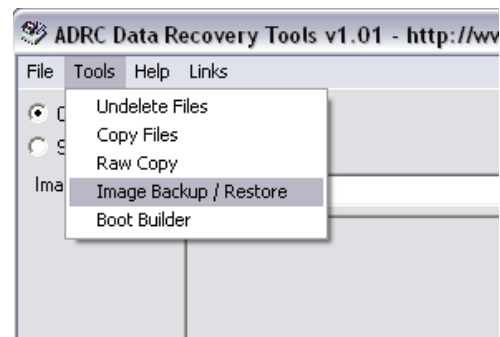 ADRC Data Recovery Tools v1.01 - http://ww
File Tools Help Links
Undelete Files
Copy Files
Raw Copy
Image Backup / Restore
Boot Builder